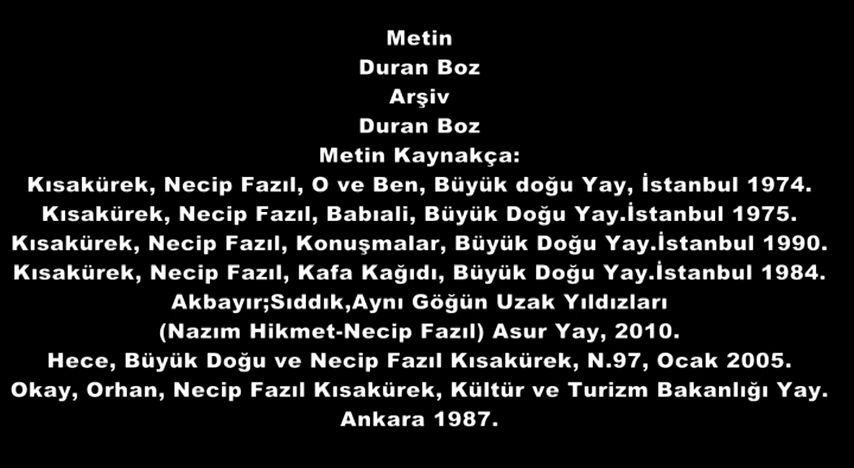 Metin
Duran Boz
Arşiv
Duran Boz
Metin Kaynakça:
Kısakürek, Necip Fazıl, O ve Ben, Büyük doğu Yay, İstanbul 1974.
Kısakürek, Necip Fazıl, Babıali, Büyük Doğu Yay.İstanbul 1975.
Kısakürek, Necip Fazıl, Konuşmalar, Büyük Doğu Yay.İstanbul 1990.
Kısakürek, Necip Fazıl, Kafa Kağıdı, Büyük Doğu Yay.İstanbul 1984.
Akbayır;Sıddık,Aynı Göğün Uzak Yıldızları
(Nazım Hikmet-Necip Fazıl) Asur Yay, 2010.
Hece, Büyük Doğu ve Necip Fazıl Kısakürek, N.97, Ocak 2005.
Okay, Orhan, Necip Fazıl Kısakürek, Kültür ve Turizm Bakanlığı Yay.
Ankara 1987.